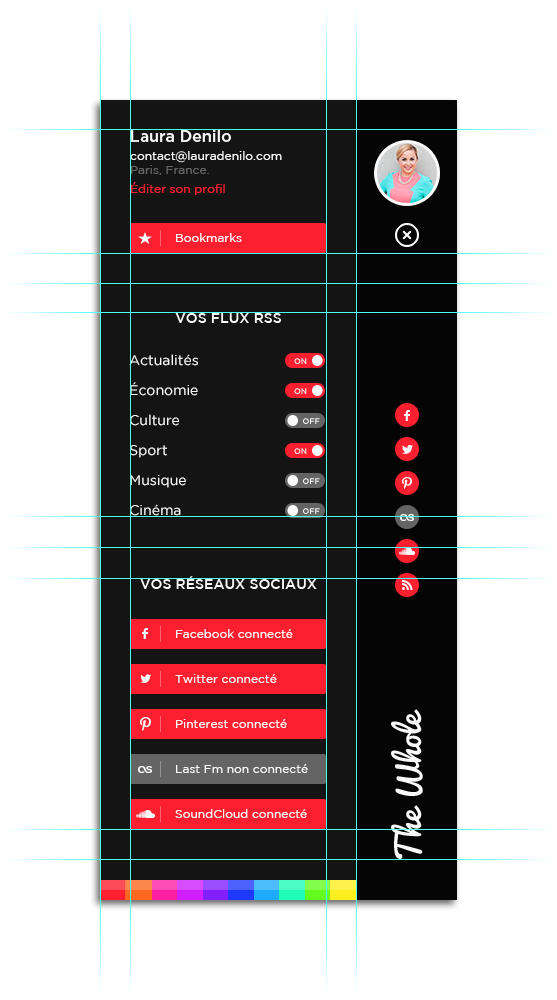 Laura Denilo
contact@lauradenilo.com
Paris, France.
Éditer son profil
Bookmarks
VOS FLUX RSS
Actualités ON
Économie ON
Culture OFF
Sport ON
Musique OFF
Cinéma OFF
VOS RÉSEAUX SOCIAUX
Facebook connecté
Twitter connecté
Pinterest connecté
Last Fm non connecté
SoundCloud connecté
The Whole